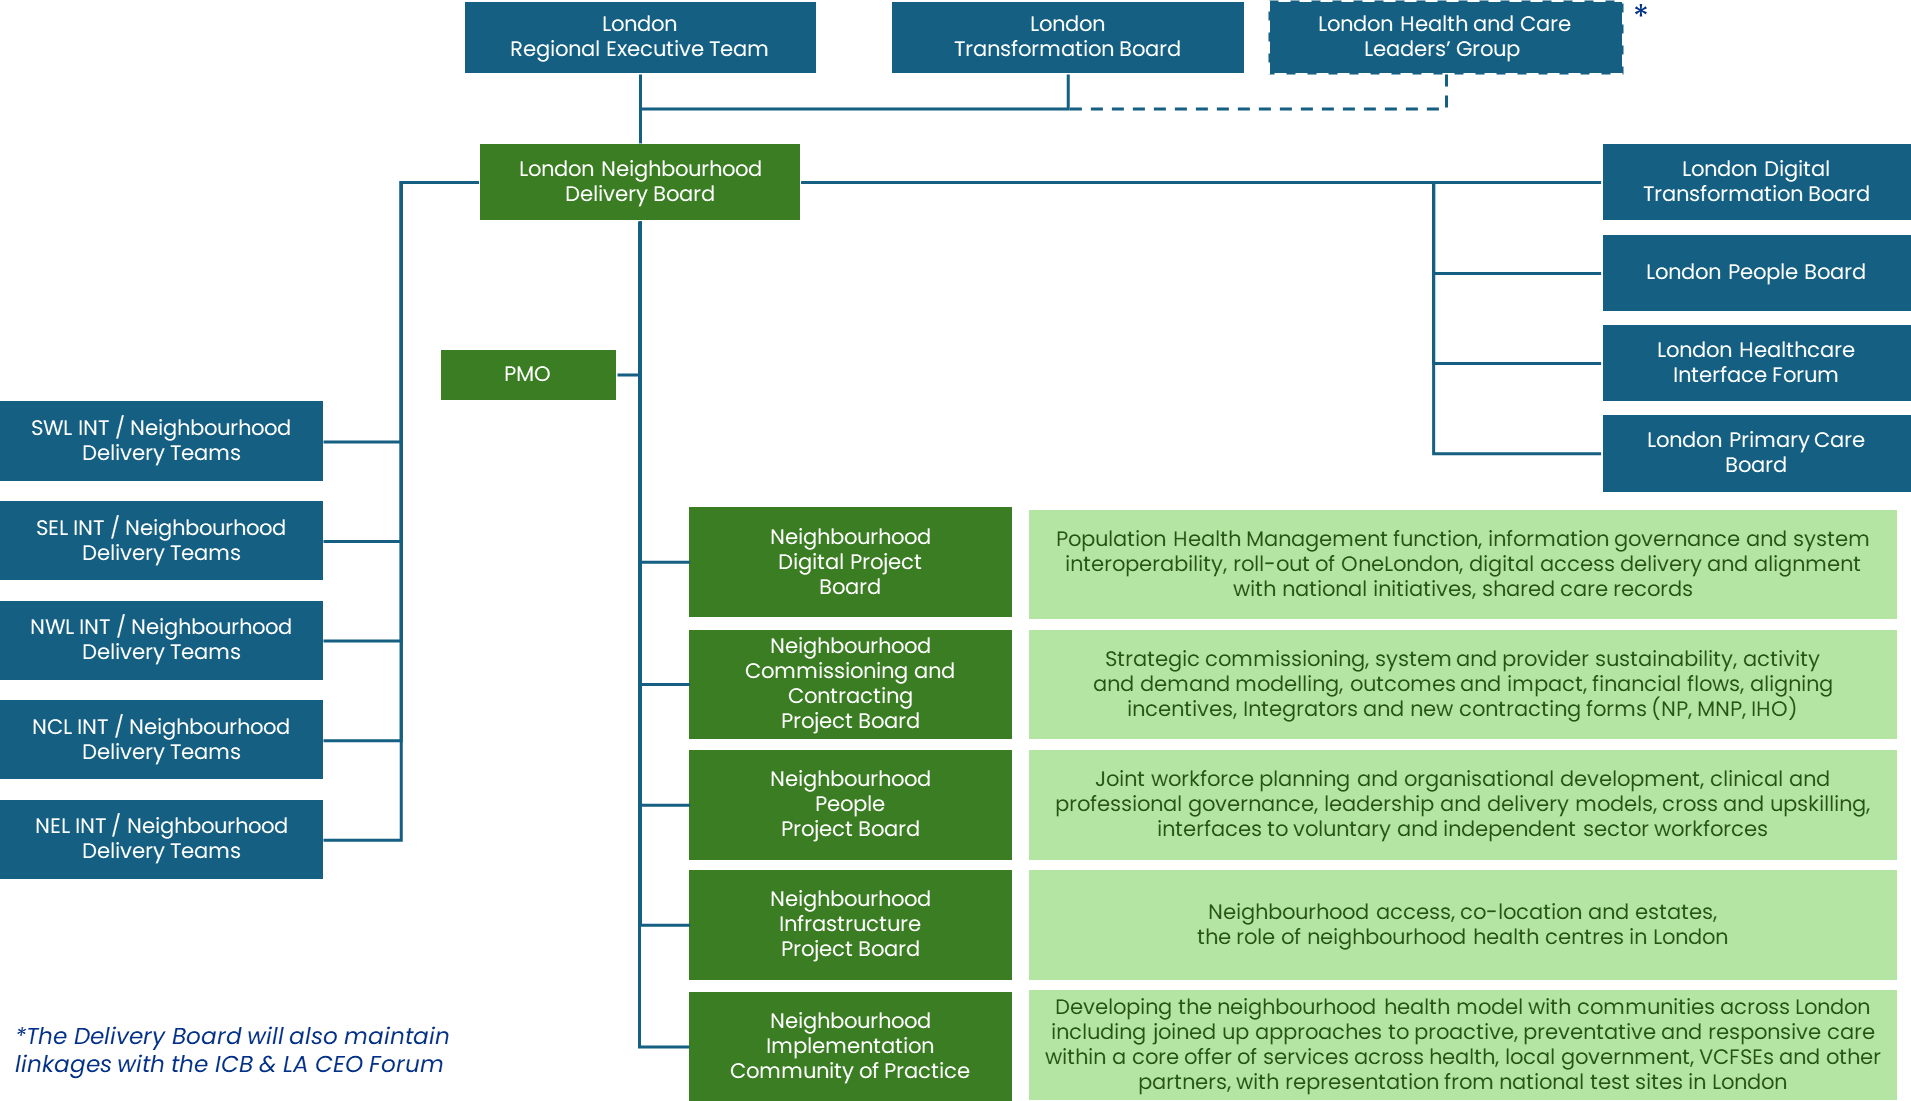 London
Regional Executive Team
London
Transformation Board
London Health and Care
Leaders’ Group
*
London Neighbourhood
Delivery Board
London Digital
Transformation Board
London People Board
London Healthcare
Interface Forum
London Primary Care
Board
PMO
SWL INT / Neighbourhood
Delivery Teams
SEL INT / Neighbourhood
Delivery Teams
NWL INT / Neighbourhood
Delivery Teams
NCL INT / Neighbourhood
Delivery Teams
NEL INT / Neighbourhood
Delivery Teams
Neighbourhood
Digital Project
Board
Population Health Management function, information governance and system
interoperability, roll-out of OneLondon, digital access delivery and alignment
with national initiatives, shared care records
Neighbourhood
Commissioning and
Contracting
Project Board
Strategic commissioning, system and provider sustainability, activity
and demand modelling, outcomes and impact, financial flows, aligning
incentives, Integrators and new contracting forms (NP, MNP, IHO)
Neighbourhood
People
Project Board
Joint workforce planning and organisational development, clinical and
professional governance, leadership and delivery models, cross and upskilling,
interfaces to voluntary and independent sector workforces
Neighbourhood
Infrastructure
Project Board
Neighbourhood access, co-location and estates,
the role of neighbourhood health centres in London
Neighbourhood
Implementation
Community of Practice
Developing the neighbourhood health model with communities across London
including joined up approaches to proactive, preventative and responsive care
within a core offer of services across health, local government, VCFSEs and other
partners, with representation from national test sites in London
*The Delivery Board will also maintain
linkages with the ICB & LA CEO Forum